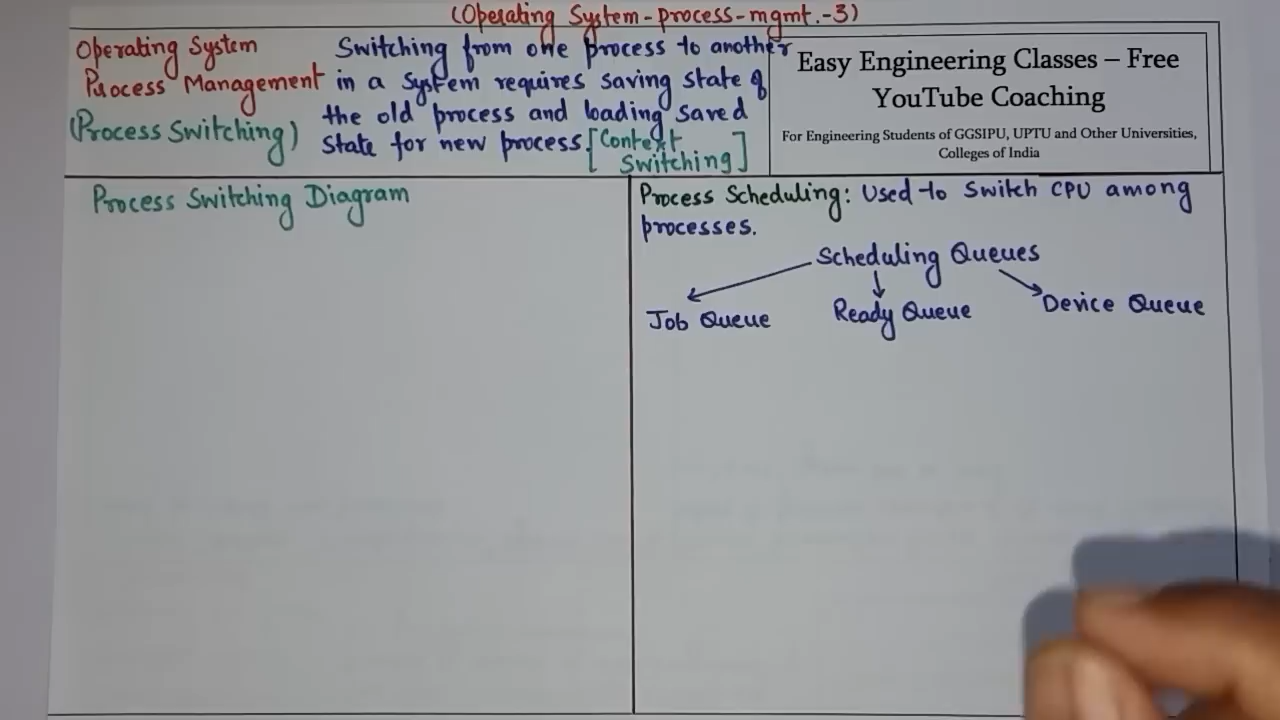 (Operating System-process-mgmt.-3)
Operating System
Process Management
(Process Switching)
Switching from one process to another
in a system requires saving state of
the old process and loading saved
state for new process. [Context
Switching]
Easy Engineering Classes – Free
YouTube Coaching
For Engineering Students of GGSIPU, UPTU and Other Universities,
Colleges of India
Process Switching Diagram
Process Scheduling: Used to switch CPU among
processes.
Scheduling Queues
Job Queue
Ready Queue
Device Queue